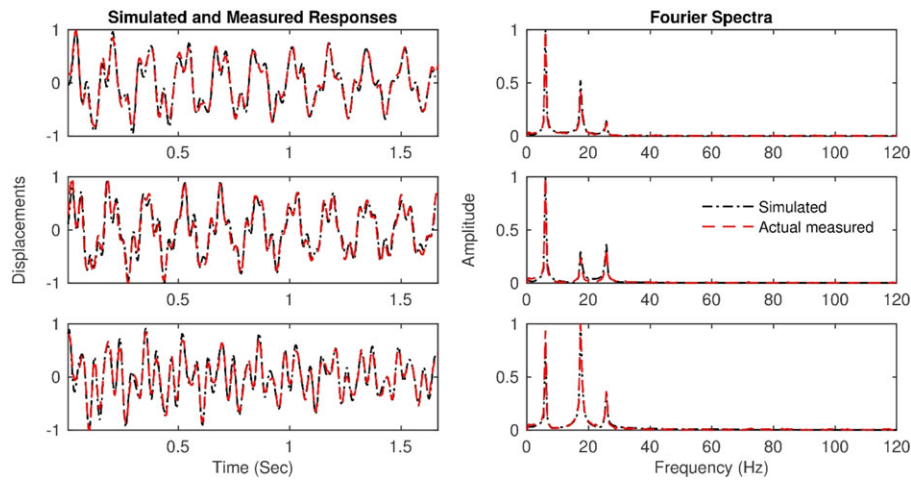 Simulated and Measured Responses
1
0
-1
0.5 1 1.5
1
0
-1
0.5 1 1.5
1
0
-1
0.5 1 1.5
Displacements
Time (Sec)
Fourier Spectra
1
0.5
0
0 20 40 60 80 100 120
1
0.5
0
0 20 40 60 80 100 120
Simulated
Actual measured
1
0.5
0
0 20 40 60 80 100 120
Amplitude
Frequency (Hz)